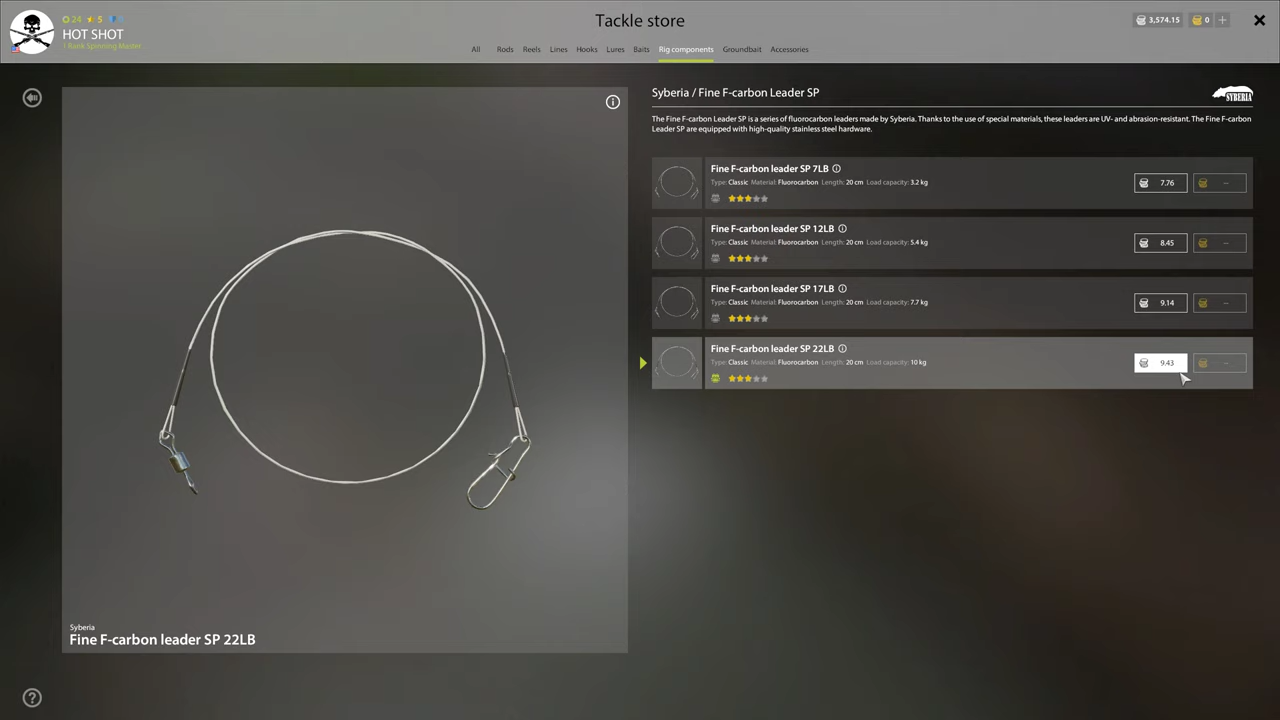 24 5
HOT SHOT
Tackle store
3,574.15 0
All Rods Reels Lines Hooks Lures Baits Rig components Groundbait Accessories
Syberia / Fine F-carbon Leader SP
SYBERIA
The Fine F-carbon Leader SP is a series of fluorocarbon leaders made by Syberia. Thanks to the use of special materials, these leaders are UV- and abrasion-resistant. The Fine F-carbon
Leader SP are equipped with high-quality stainless steel hardware.
Fine F-carbon leader SP 7LB
Type: Classic Material: Fluorocarbon Length: 20 cm Load capacity: 3.2 kg
7.76 –
Fine F-carbon leader SP 12LB
Type: Classic Material: Fluorocarbon Length: 20 cm Load capacity: 5.4 kg
8.45 –
Fine F-carbon leader SP 17LB
Type: Classic Material: Fluorocarbon Length: 20 cm Load capacity: 7.7 kg
9.14 –
Fine F-carbon leader SP 22LB
Type: Classic Material: Fluorocarbon Length: 20 cm Load capacity: 10 kg
9.43 –
Syberia
Fine F-carbon leader SP 22LB